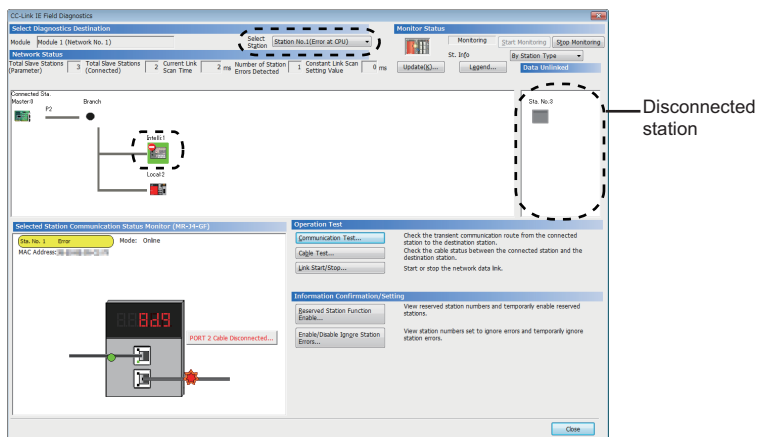 CC-Link IE Field Diagnostics
Select Diagnostics Destination
Monitor Status
Module Module 1 (Network No. 1)
Select Station Station No.1(Error at CPU)
Monitoring Start Monitoring Stop Monitoring
Network Status
St. Info By Station Type
Total Slave Stations (Parameter) 3 Total Slave Stations (Connected) 2 Current Link Scan Time 2 ms Number of Station Errors Detected 1 Constant Link Scan Setting Value 0 ms
Update(K)... Legend... Data Unlinked
Connected Sta.
Master:0 Branch
P2
Intelli:1
Local 2
Sta. No.3
Disconnected
station
Selected Station Communication Status Monitor (MR-J4-GF)
Sta. No. 1 Error Mode: Online
MAC Address:
8.8.8d.9
PORT 2 Cable Disconnected...
Operation Test
Communication Test... Check the transient communication route from the connected
station to the destination station.
Cable Test... Check the cable status between the connected station and the
destination station.
Link Start/Stop... Start or stop the network data link.
Information Confirmation/Setting
Reserved Station Function View reserved station numbers and temporarily enable reserved
Enable... stations.
Enable/Disable Ignore Station View station numbers set to ignore errors and temporarily ignore
Errors... station errors.
Close